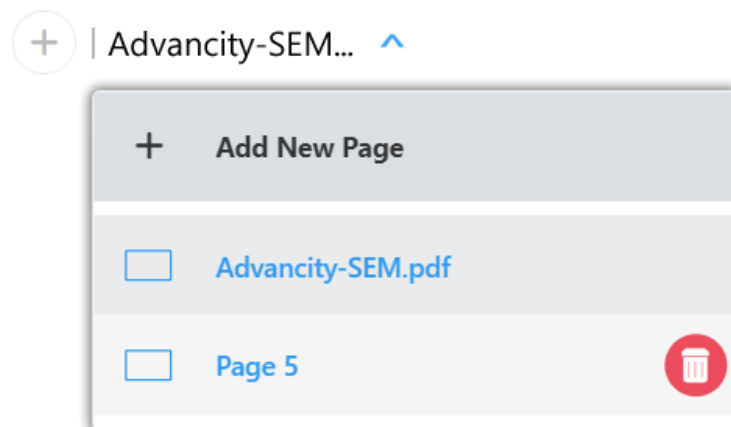 Advancity-SEM...
Add New Page
Advancity-SEM.pdf
Page 5